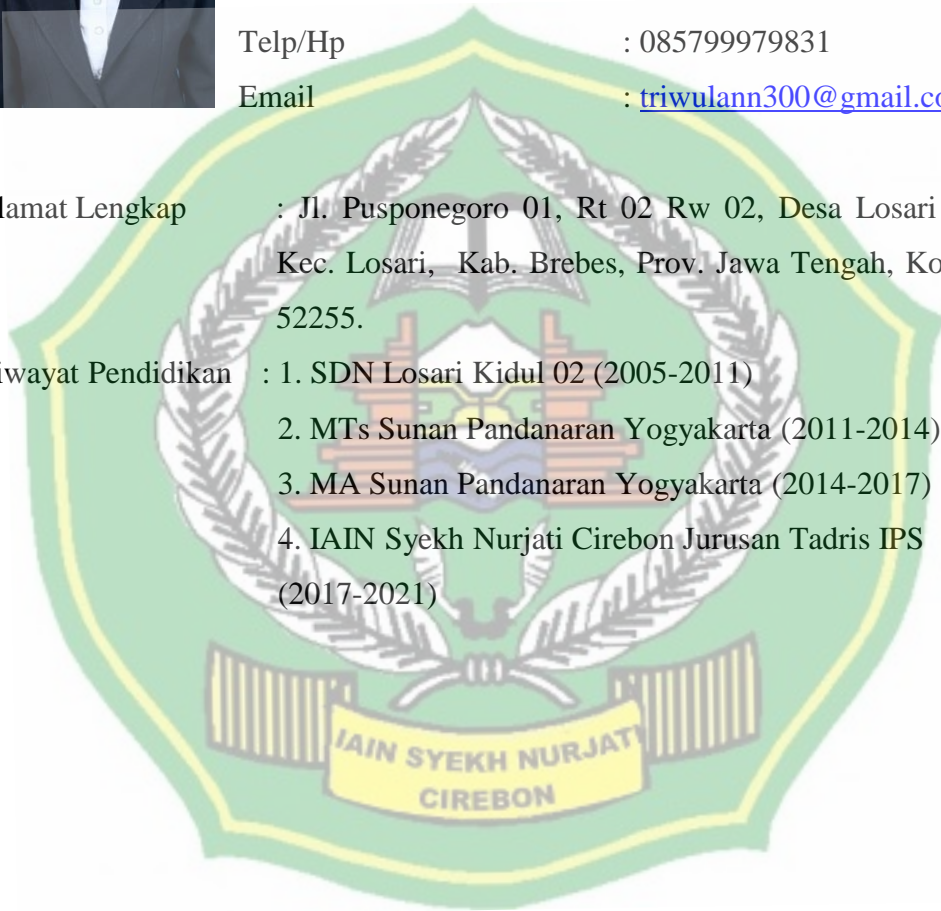 Telp/Hp : 085799979831
Email : triwulann300@gmail.co
lamat Lengkap : Jl. Pusponegoro 01, Rt 02 Rw 02, Desa Losari
Kec. Losari, Kab. Brebes, Prov. Jawa Tengah, Ko
52255.
iwayat Pendidikan : 1. SDN Losari Kidul 02 (2005-2011)
2. MTs Sunan Pandanaran Yogyakarta (2011-2014)
3. MA Sunan Pandanaran Yogyakarta (2014-2017)
4. IAIN Syekh Nurjati Cirebon Jurusan Tadris IPS
(2017-2021)
IAIN SYEKH NURJATI
CIREBON